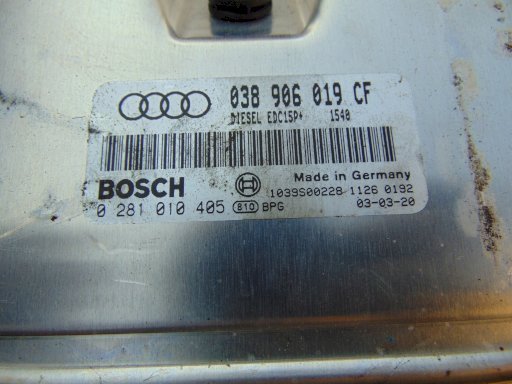 038 906 019 CF
DIESEL EDC15P+ 1540
Made in Germany
BOSCH
1039S00228 1126 0192
0 281 010 405 810 BPG 03-03-20